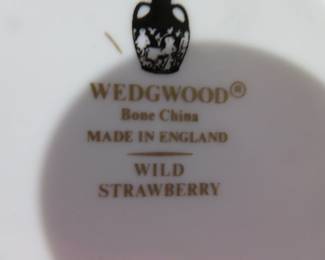 WEDGWOOD®
Bone China
MADE IN ENGLAND
WILD
STRAWBERRY